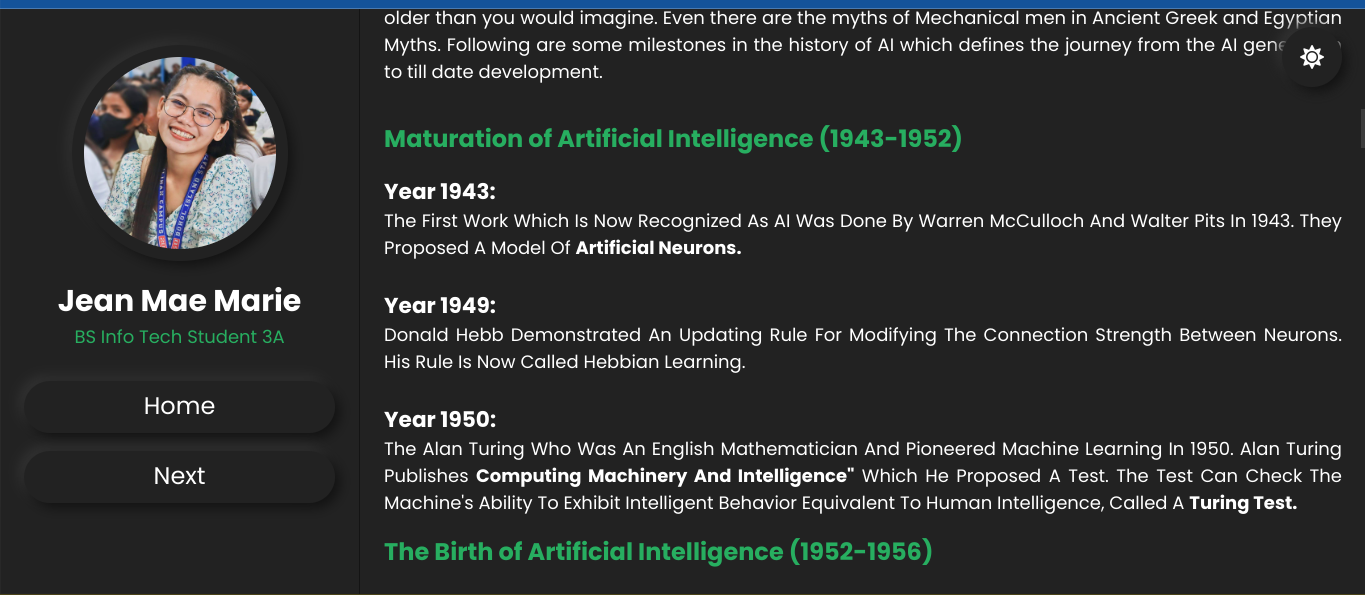 older than you would imagine. Even there are the myths of Mechanical men in Ancient Greek and Egyptian
Myths. Following are some milestones in the history of AI which defines the journey from the AI
to till date development.
Maturation of Artificial Intelligence (1943-1952)
Year 1943:
The First Work Which Is Now Recognized As AI Was Done By Warren McCulloch And Walter Pits In 1943. They
Proposed A Model Of Artificial Neurons.
Year 1949:
Donald Hebb Demonstrated An Updating Rule For Modifying The Connection Strength Between Neurons.
His Rule Is Now Called Hebbian Learning.
Year 1950:
The Alan Turing Who Was An English Mathematician And Pioneered Machine Learning In 1950. Alan Turing
Publishes Computing Machinery And Intelligence" Which He Proposed A Test. The Test Can Check The
Machine's Ability To Exhibit Intelligent Behavior Equivalent To Human Intelligence, Called A Turing Test.
The Birth of Artificial Intelligence (1952-1956)
Jean Mae Marie
BS Info Tech Student 3A
Home
Next